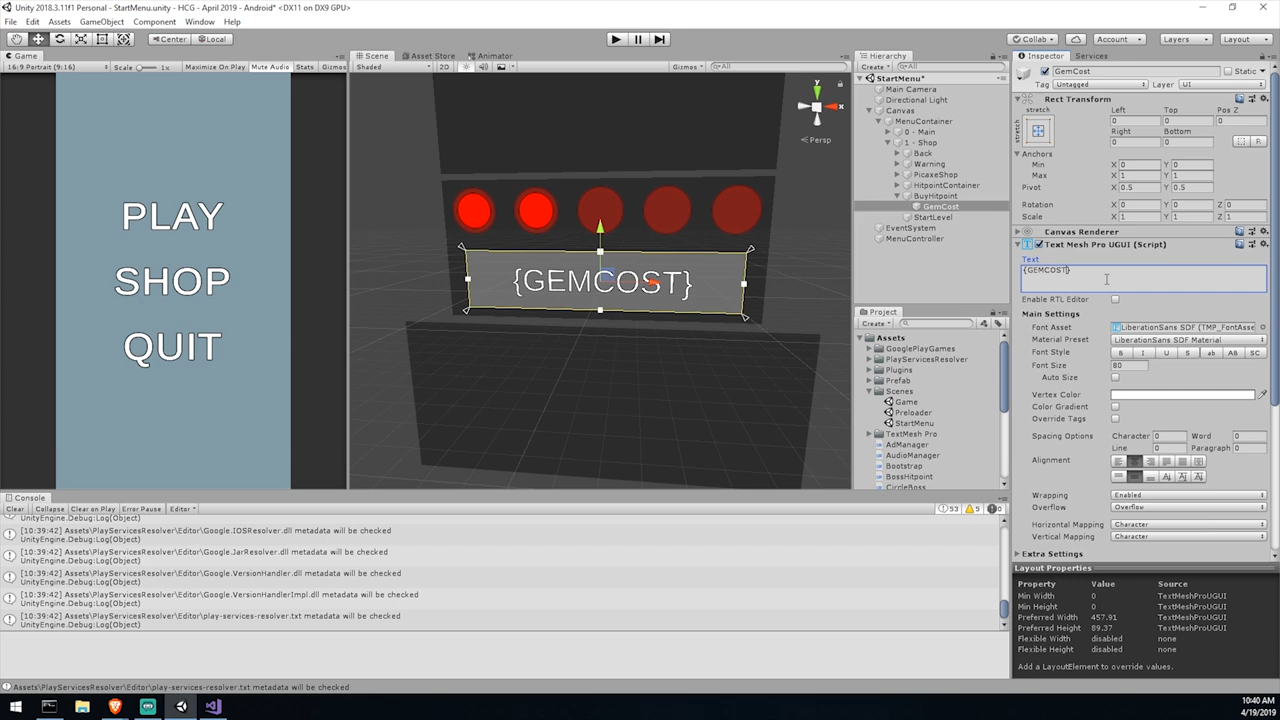 Unity 2018.3.11f1 Personal - StartMenu.unity - HCG - April 2019 - Android* <DX11 on DX9 GPU>
File Edit Assets GameObject Component Window Help
Center Local Collab Account Layers Layout
Game Scene Asset Store Animator Hierarchy Inspector Services
16:9 Portrait (9:16) Scale 1x Maximize On Play Mute Audio Stats Gizmos
Shaded 2D Gizmos All
Create All
StartMenu*
Main Camera
Directional Light
Canvas
MenuContainer
0 - Main
1 - Shop
Back
Warning
PicaxeShop
HitpointContainer
BuyHitpoint
GemCost
StartLevel
EventSystem
MenuController
y
x
Persp
PLAY
SHOP
QUIT
{GEMCOST}
Project
Create
Assets
GooglePlayGames
PlayServicesResolver
Plugins
Prefab
Scenes
Game
Preloader
StartMenu
TextMesh Pro
AdManager
AudioManager
Bootstrap
BossHitpoint
CircleBoss
GemCost Static
Tag Untagged Layer UI
Rect Transform
stretch Left Top Pos Z
stretch 0 0 0
Right Bottom
0 0 R
Anchors
Min X 0 Y 0
Max X 1 Y 1
Pivot X 0.5 Y 0.5
Rotation X 0 Y 0 Z 0
Scale X 1 Y 1 Z 1
Canvas Renderer
Text Mesh Pro UGUI (Script)
Text
{GEMCOST}
Enable RTL Editor
Main Settings
Font Asset LiberationSans SDF (TMP_FontAsse
Material Preset LiberationSans SDF Material
Font Style B I U S ab AB SC
Font Size 80
Auto Size
Vertex Color
Color Gradient
Override Tags
Spacing Options Character 0 Word 0
Line 0 Paragraph 0
Alignment
Wrapping Enabled
Overflow Overflow
Horizontal Mapping Character
Vertical Mapping Character
Extra Settings
Layout Properties
Property Value Source
Min Width 0 TextMeshProUGUI
Min Height 0 TextMeshProUGUI
Preferred Width 457.91 TextMeshProUGUI
Preferred Height 89.37 TextMeshProUGUI
Flexible Width disabled none
Flexible Height disabled none
Add a LayoutElement to override values.
Console
Clear Collapse Clear on Play Error Pause Editor 53 5 0
UnityEngine.Debug:Log(Object)
[10:39:42] Assets\PlayServicesResolver\Editor\Google.IOSResolver.dll metadata will be checked
UnityEngine.Debug:Log(Object)
[10:39:42] Assets\PlayServicesResolver\Editor\Google.JarResolver.dll metadata will be checked
UnityEngine.Debug:Log(Object)
[10:39:42] Assets\PlayServicesResolver\Editor\Google.VersionHandler.dll metadata will be checked
UnityEngine.Debug:Log(Object)
[10:39:42] Assets\PlayServicesResolver\Editor\Google.VersionHandlerImpl.dll metadata will be checked
UnityEngine.Debug:Log(Object)
[10:39:42] Assets\PlayServicesResolver\Editor\play-services-resolver.txt metadata will be checked
UnityEngine.Debug:Log(Object)
Assets\PlayServicesResolver\Editor\play-services-resolver.txt metadata will be checked
10:40 AM
4/19/2019